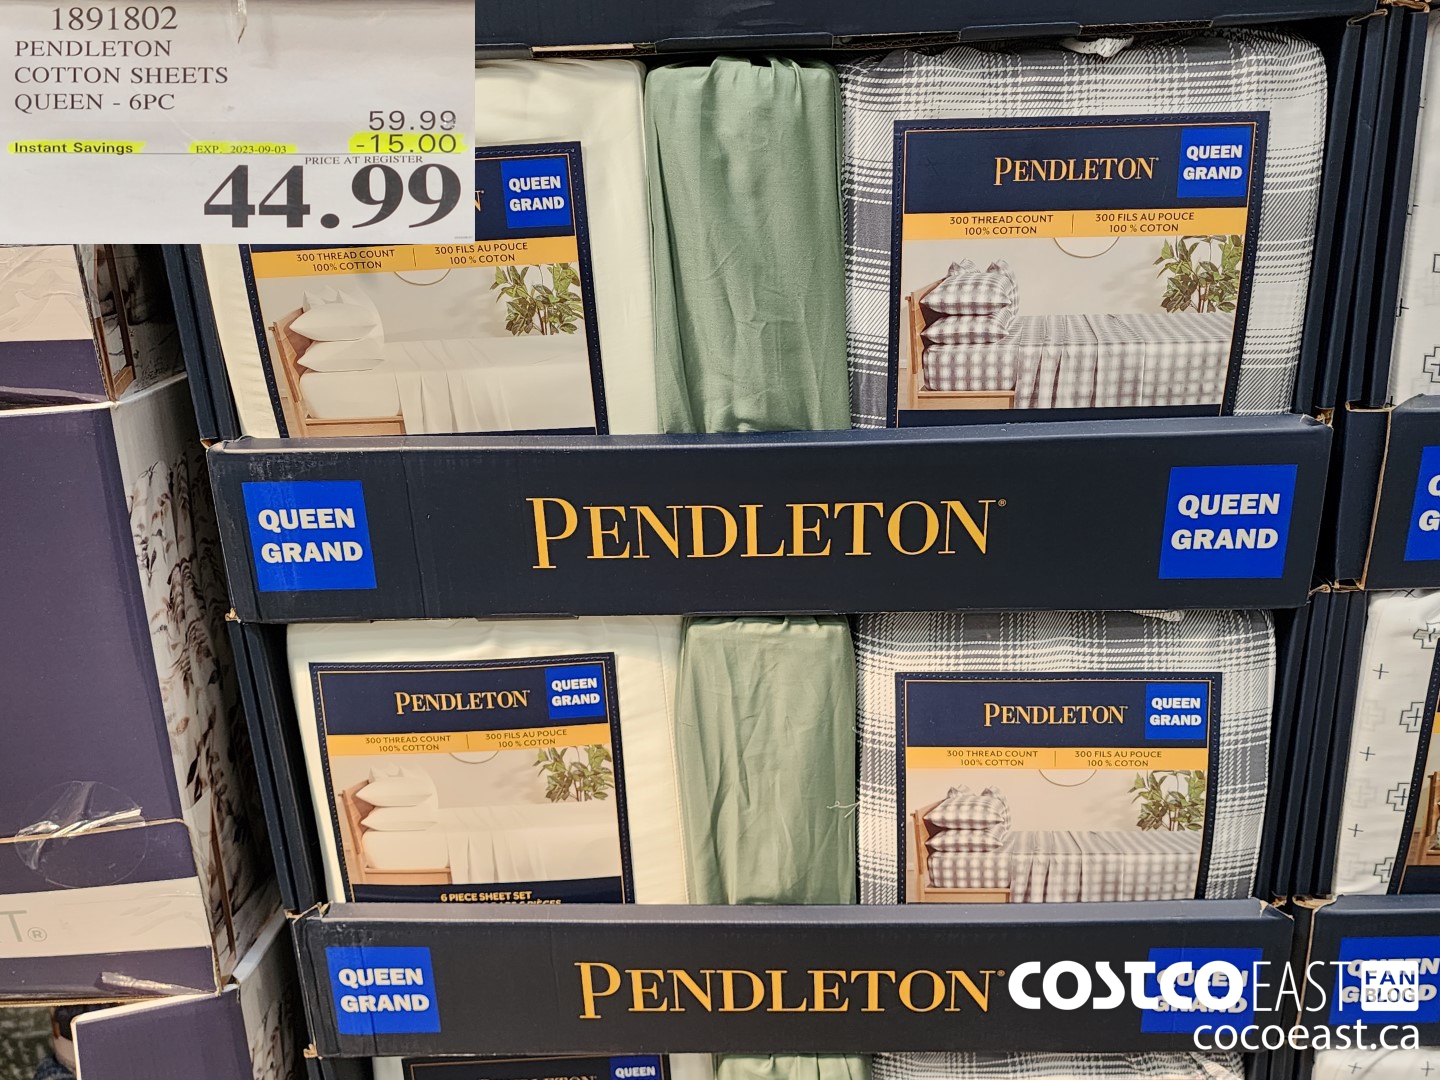 1891802
PENDLETON
COTTON SHEETS
QUEEN - 6PC
59.99
Instant Savings EXP. 2023-09-03 -15.00
PRICE AT REGISTER
44.99
QUEEN
GRAND
300 THREAD COUNT
100% COTTON
300 FILS AU POUCE
100 % COTON
PENDLETON
QUEEN
GRAND
300 THREAD COUNT
100% COTTON
300 FILS AU POUCE
100 % COTON
QUEEN
GRAND
PENDLETON®
QUEEN
GRAND
PENDLETON
QUEEN
GRAND
300 THREAD COUNT
100% COTTON
300 FILS AU POUCE
100 % COTON
6 PIECE SHEET SET
PENDLETON
QUEEN
GRAND
300 THREAD COUNT
100% COTTON
300 FILS AU POUCE
100 % COTON
T®
QUEEN
GRAND
PENDLETON®
QUEEN
GRAND
QUEEN
GRAND
COSTCO EAST FAN BLOG
cocoeast.ca
PENDLETON
QUEEN